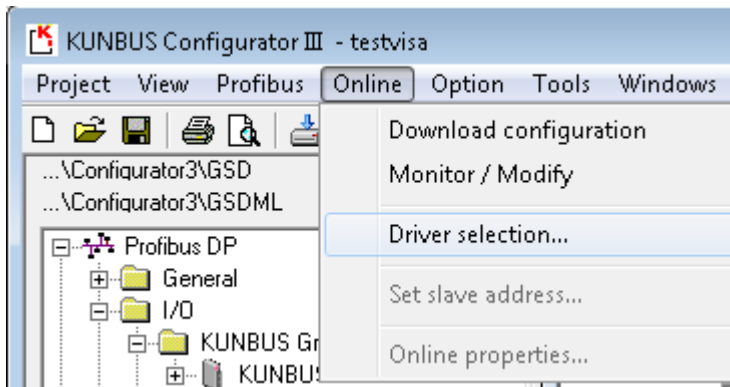 KUNBUS Configurator III - testvisa
Project View Profibus Online Option Tools Windows
Download configuration
...\Configurator3\GSD
Monitor / Modify
...\Configurator3\GSDML
Driver selection...
Profibus DP
General
Set slave address...
I/O
KUNBUS Gr
Online properties...
KUNBUS